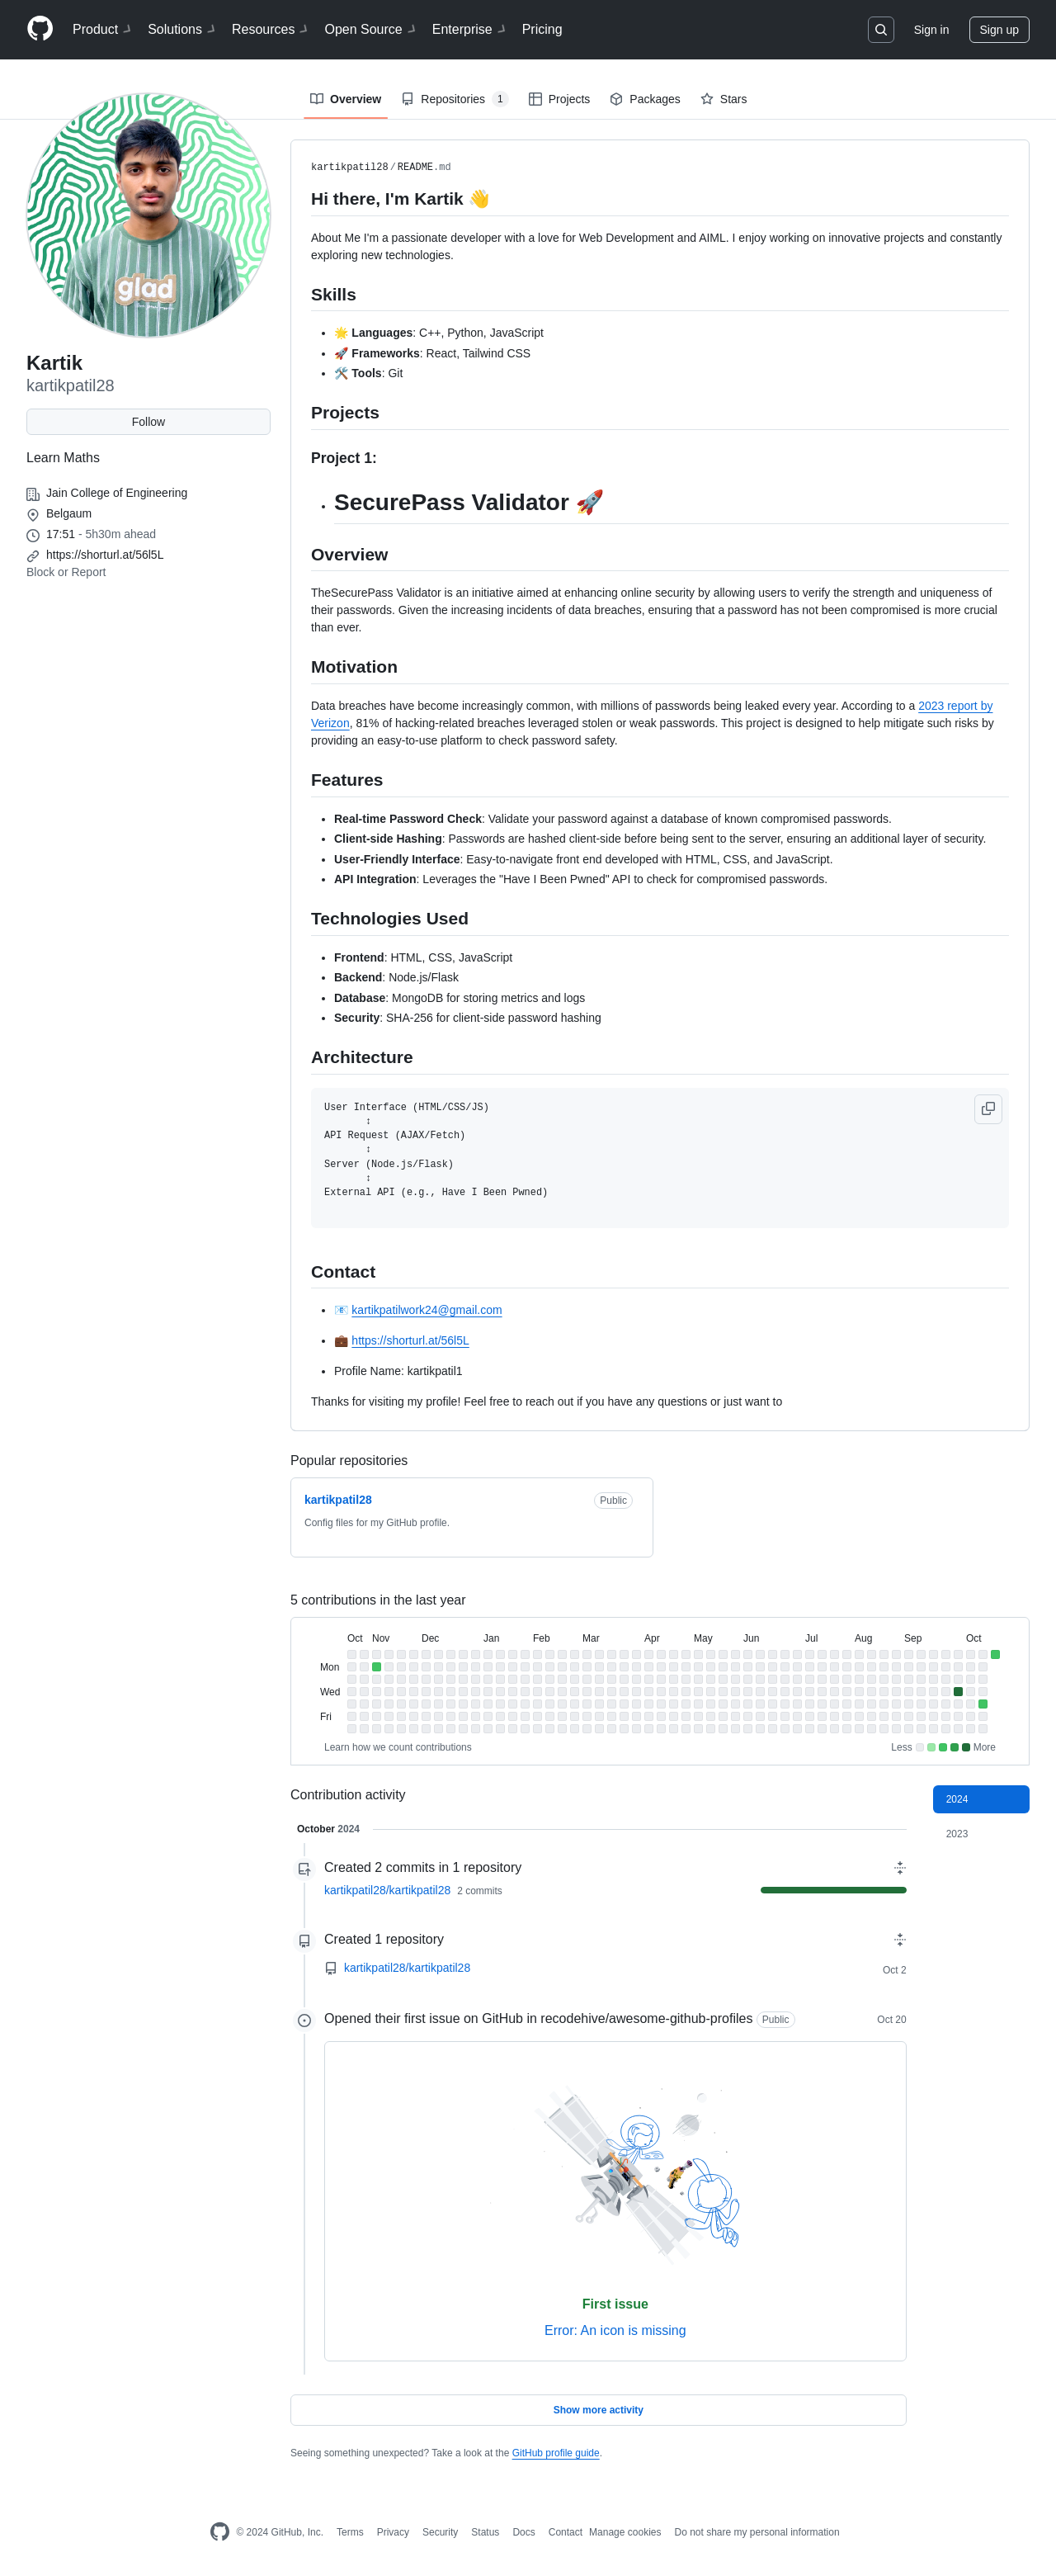 Product Solutions Resources Open Source Enterprise Pricing
Sign in Sign up
Overview Repositories 1 Projects Packages Stars
glad
Kartik
kartikpatil28
Follow
Learn Maths
Jain College of Engineering
Belgaum
17:51 - 5h30m ahead
https://shorturl.at/56l5L
Block or Report
kartikpatil28/README.md
Hi there, I'm Kartik 👋
About Me I'm a passionate developer with a love for Web Development and AIML. I enjoy working on innovative projects and constantly
exploring new technologies.
Skills
• 🌟 Languages: C++, Python, JavaScript
• 🚀 Frameworks: React, Tailwind CSS
• 🛠️ Tools: Git
Projects
Project 1:
• SecurePass Validator 🚀
Overview
TheSecurePass Validator is an initiative aimed at enhancing online security by allowing users to verify the strength and uniqueness of
their passwords. Given the increasing incidents of data breaches, ensuring that a password has not been compromised is more crucial
than ever.
Motivation
Data breaches have become increasingly common, with millions of passwords being leaked every year. According to a 2023 report by
Verizon, 81% of hacking-related breaches leveraged stolen or weak passwords. This project is designed to help mitigate such risks by
providing an easy-to-use platform to check password safety.
Features
• Real-time Password Check: Validate your password against a database of known compromised passwords.
• Client-side Hashing: Passwords are hashed client-side before being sent to the server, ensuring an additional layer of security.
• User-Friendly Interface: Easy-to-navigate front end developed with HTML, CSS, and JavaScript.
• API Integration: Leverages the "Have I Been Pwned" API to check for compromised passwords.
Technologies Used
• Frontend: HTML, CSS, JavaScript
• Backend: Node.js/Flask
• Database: MongoDB for storing metrics and logs
• Security: SHA-256 for client-side password hashing
Architecture
User Interface (HTML/CSS/JS)
↕
API Request (AJAX/Fetch)
↕
Server (Node.js/Flask)
↕
External API (e.g., Have I Been Pwned)
Contact
• 📧 kartikpatilwork24@gmail.com
• 💼 https://shorturl.at/56l5L
• Profile Name: kartikpatil1
Thanks for visiting my profile! Feel free to reach out if you have any questions or just want to
Popular repositories
kartikpatil28 Public
Config files for my GitHub profile.
5 contributions in the last year
Oct Nov Dec Jan Feb Mar Apr May Jun Jul Aug Sep Oct
Mon
Wed
Fri
Learn how we count contributions Less More
Contribution activity
2024
2023
October 2024
Created 2 commits in 1 repository
kartikpatil28/kartikpatil28 2 commits
Created 1 repository
kartikpatil28/kartikpatil28 Oct 2
Opened their first issue on GitHub in recodehive/awesome-github-profiles Public Oct 20
First issue
Error: An icon is missing
Show more activity
Seeing something unexpected? Take a look at the GitHub profile guide.
© 2024 GitHub, Inc. Terms Privacy Security Status Docs Contact Manage cookies Do not share my personal information